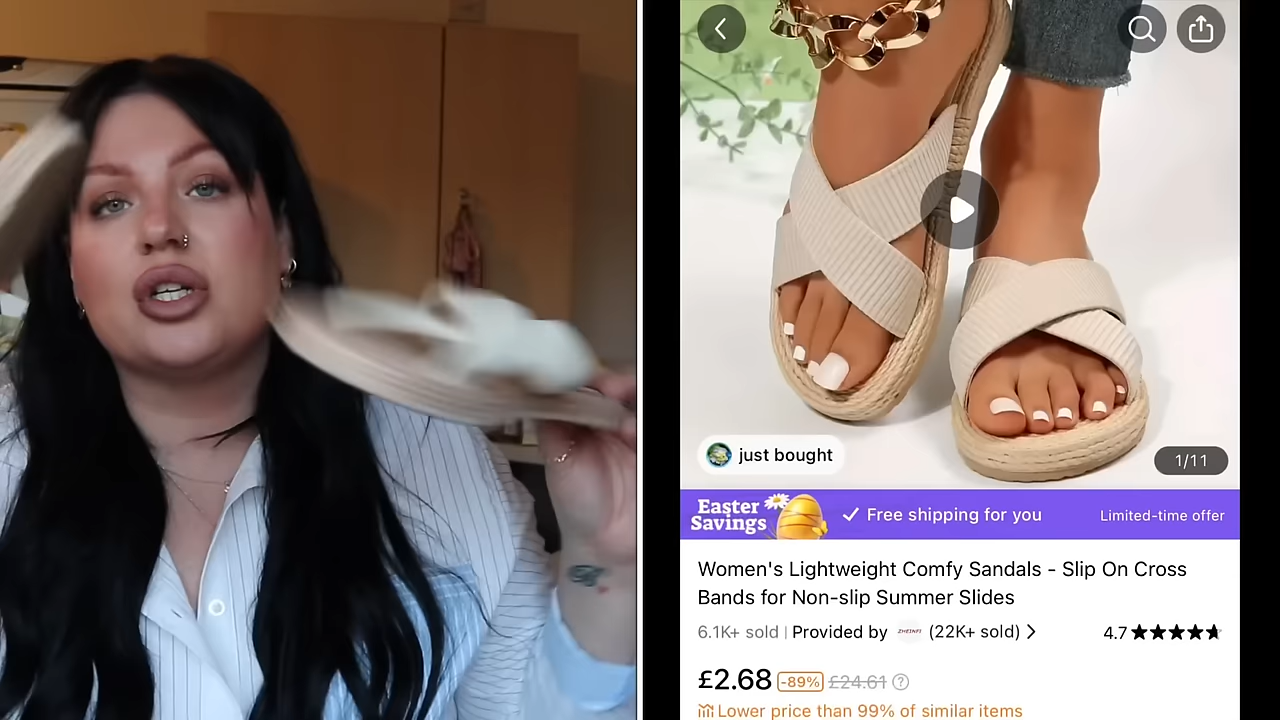 just bought
1/11
Easter
Savings
Free shipping for you
Limited-time offer
Women's Lightweight Comfy Sandals - Slip On Cross
Bands for Non-slip Summer Slides
6.1K+ sold | Provided by ZHEINFI (22K+ sold)
4.7
£2.68 -89% £24.61 ?
Lower price than 99% of similar items